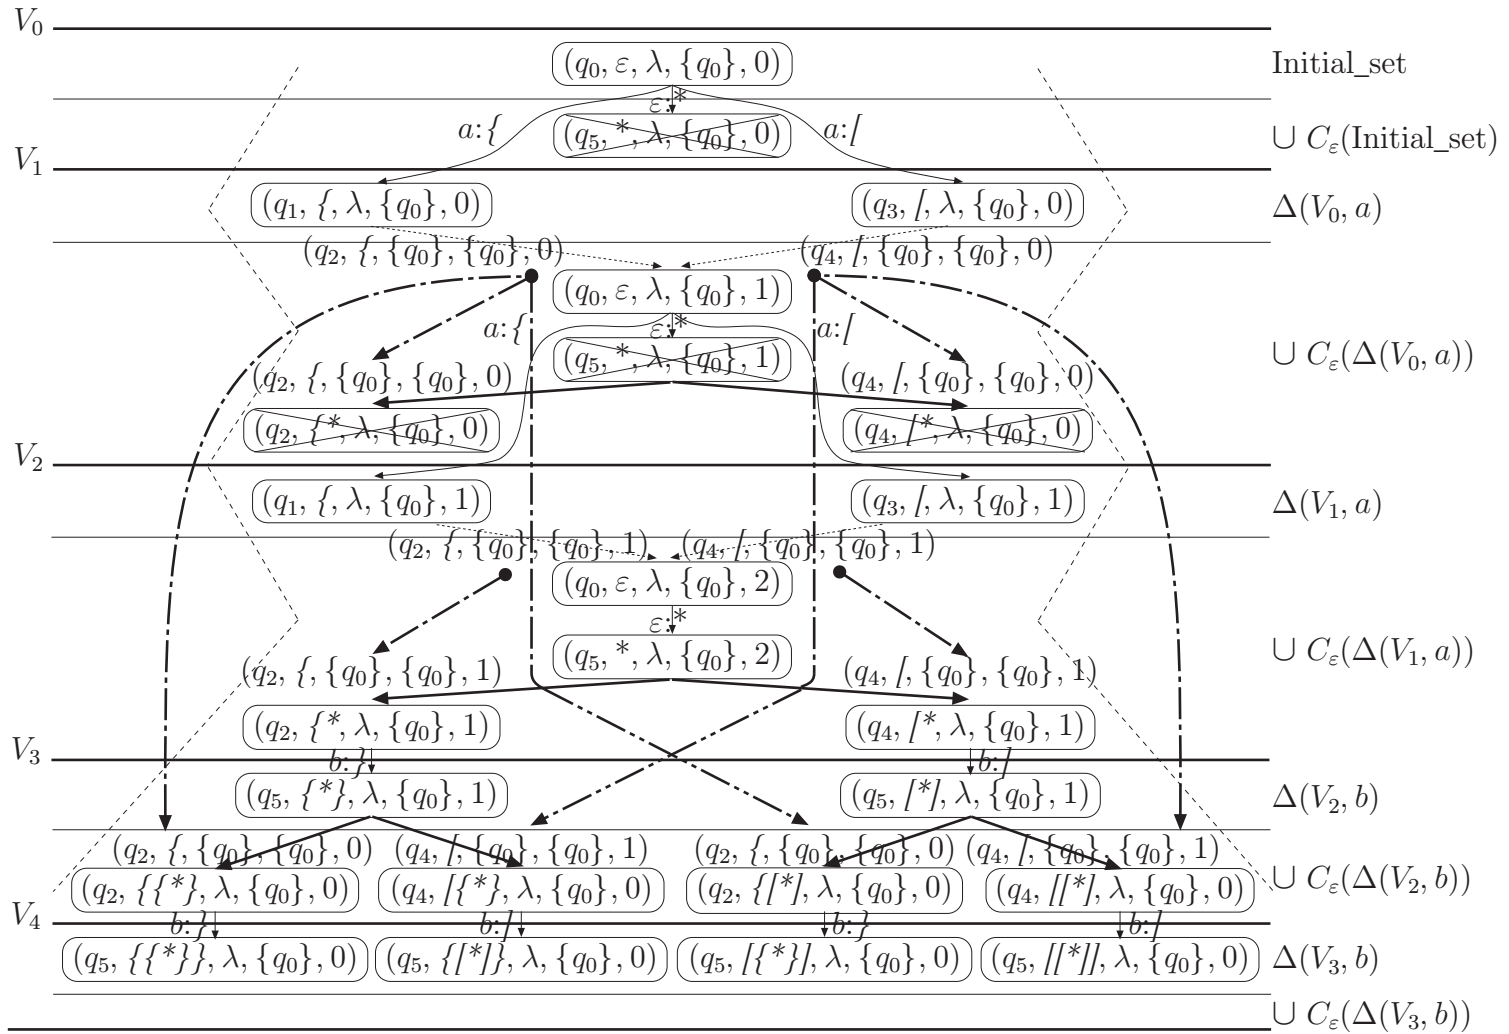 V₀
(q₀, ε, λ, {q₀}, 0) Initial_set
ε:*
a:{ (q₅, *, λ, {q₀}, 0) a:[ ∪ C_ε(Initial_set)
V₁
(q₁, {, λ, {q₀}, 0) (q₃, [, λ, {q₀}, 0) Δ(V₀, a)
(q₂, {, {q₀}, {q₀}, 0) (q₄, [, {q₀}, {q₀}, 0)
(q₀, ε, λ, {q₀}, 1)
a:{ ε:* a:[
(q₅, *, λ, {q₀}, 1) ∪ C_ε(Δ(V₀, a))
(q₂, {, {q₀}, {q₀}, 0) (q₄, [, {q₀}, {q₀}, 0)
(q₂, {*, λ, {q₀}, 0) (q₄, [*, λ, {q₀}, 0)
V₂
(q₁, {, λ, {q₀}, 1) (q₃, [, λ, {q₀}, 1) Δ(V₁, a)
(q₂, {, {q₀}, {q₀}, 1) (q₄, [, {q₀}, {q₀}, 1)
(q₀, ε, λ, {q₀}, 2)
ε:*
(q₅, *, λ, {q₀}, 2) ∪ C_ε(Δ(V₁, a))
(q₂, {, {q₀}, {q₀}, 1) (q₄, [, {q₀}, {q₀}, 1)
(q₂, {*, λ, {q₀}, 1) (q₄, [*, λ, {q₀}, 1)
V₃
b:} b:]
(q₅, {*}, λ, {q₀}, 1) (q₅, [*], λ, {q₀}, 1) Δ(V₂, b)
(q₂, {, {q₀}, {q₀}, 0) (q₄, [, {q₀}, {q₀}, 1) (q₂, {, {q₀}, {q₀}, 0) (q₄, [, {q₀}, {q₀}, 1)
(q₂, {{*}, λ, {q₀}, 0) (q₄, [{*}, λ, {q₀}, 0) (q₂, {[*], λ, {q₀}, 0) (q₄, [[*], λ, {q₀}, 0) ∪ C_ε(Δ(V₂, b))
V₄
b:} b:] b:} b:]
(q₅, {{*}}, λ, {q₀}, 0) (q₅, {[*]}, λ, {q₀}, 0) (q₅, [{*}], λ, {q₀}, 0) (q₅, [[*]], λ, {q₀}, 0) Δ(V₃, b)
∪ C_ε(Δ(V₃, b))